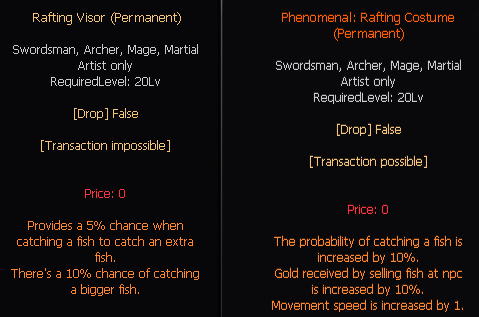 Rafting Visor (Permanent)
Swordsman, Archer, Mage, Martial
Artist only
RequiredLevel: 20Lv
[Drop] False
[Transaction impossible]
Price: 0
Provides a 5% chance when
catching a fish to catch an extra
fish.
There's a 10% chance of catching
a bigger fish.
Phenomenal: Rafting Costume
(Permanent)
Swordsman, Archer, Mage, Martial
Artist only
RequiredLevel: 20Lv
[Drop] False
[Transaction possible]
Price: 0
The probability of catching a fish is
increased by 10%.
Gold received by selling fish at npc
is increased by 10%.
Movement speed is increased by 1.